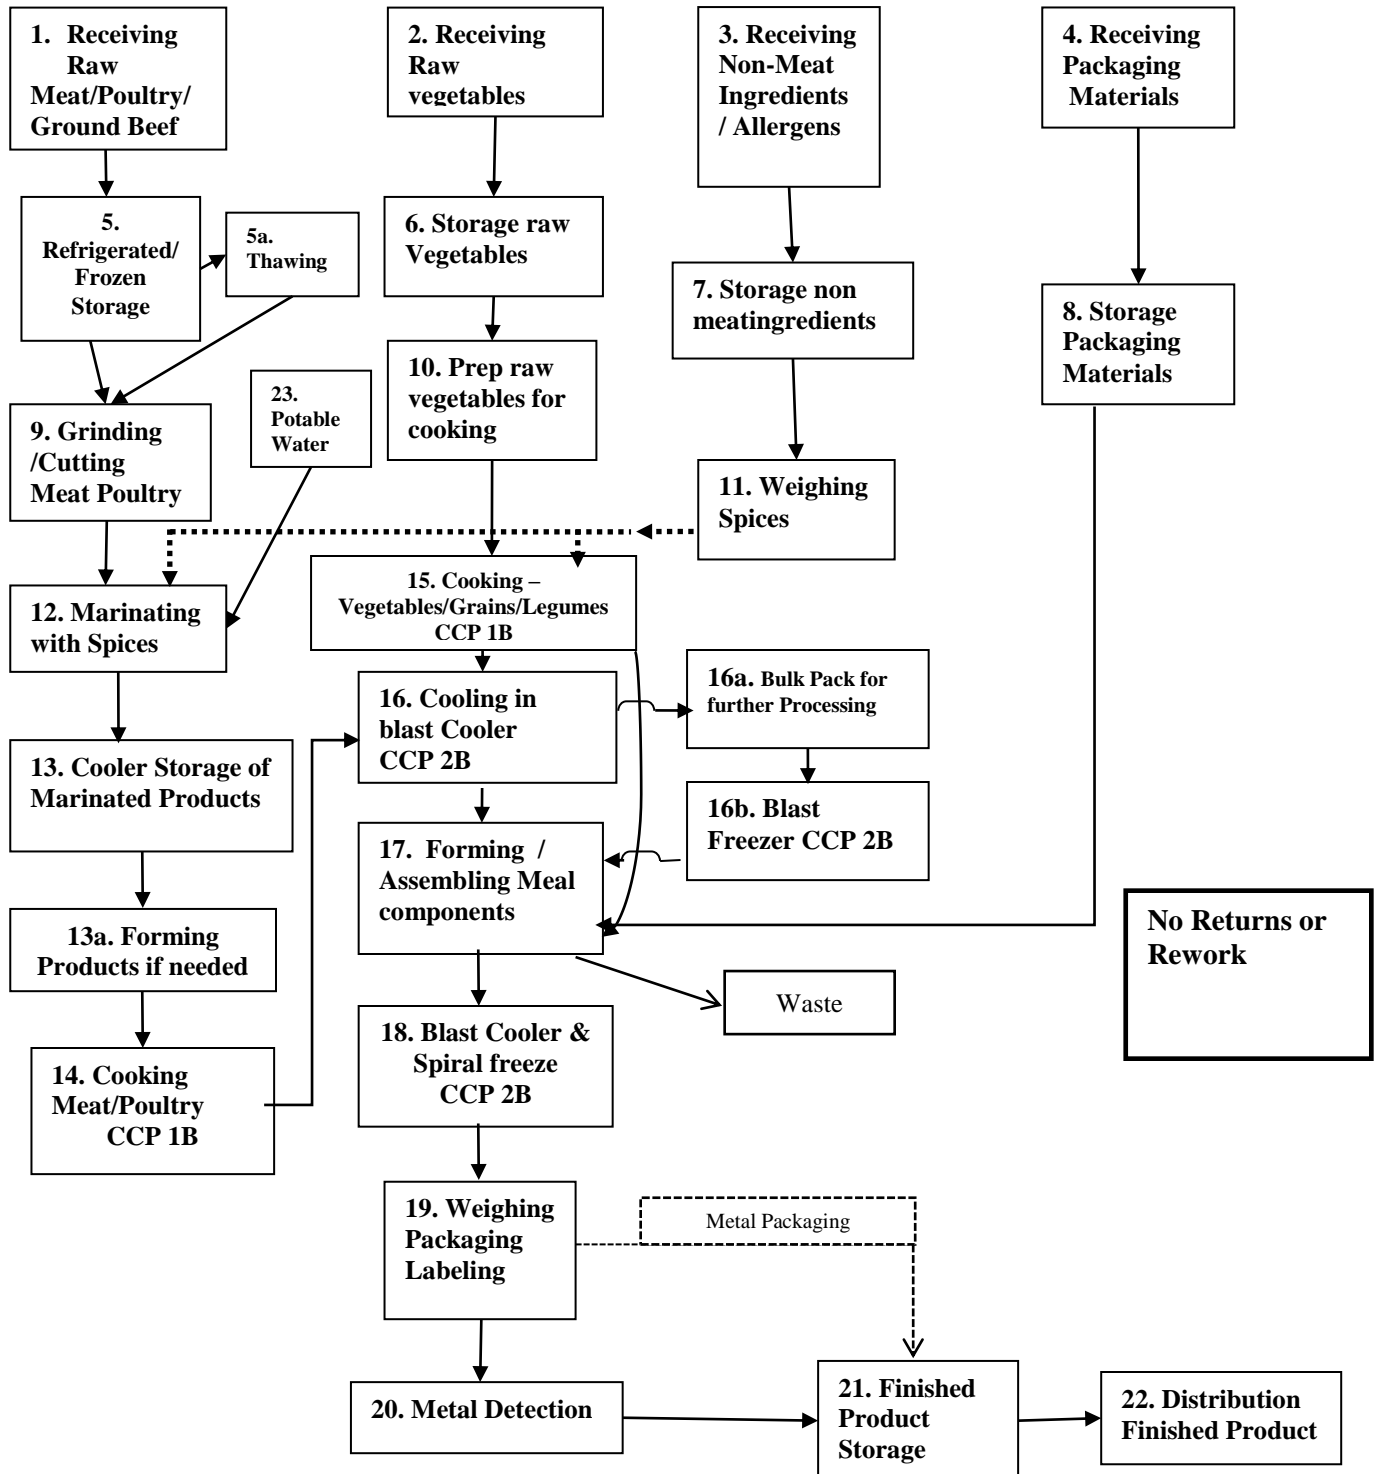 1. Receiving
Raw
Meat/Poultry/
Ground Beef
2. Receiving
Raw
vegetables
3. Receiving
Non-Meat
Ingredients
/ Allergens
4. Receiving
Packaging
Materials
5.
Refrigerated/
Frozen
Storage
5a.
Thawing
6. Storage raw
Vegetables
7. Storage non
meatingredients
8. Storage
Packaging
Materials
9. Grinding
/Cutting
Meat Poultry
23.
Potable
Water
10. Prep raw
vegetables for
cooking
11. Weighing
Spices
12. Marinating
with Spices
15. Cooking –
Vegetables/Grains/Legumes
CCP 1B
16. Cooling in
blast Cooler
CCP 2B
16a. Bulk Pack for
further Processing
13. Cooler Storage of
Marinated Products
16b. Blast
Freezer CCP 2B
17. Forming /
Assembling Meal
components
13a. Forming
Products if needed
No Returns or
Rework
Waste
14. Cooking
Meat/Poultry
CCP 1B
18. Blast Cooler &
Spiral freeze
CCP 2B
19. Weighing
Packaging
Labeling
Metal Packaging
20. Metal Detection
21. Finished
Product
Storage
22. Distribution
Finished Product